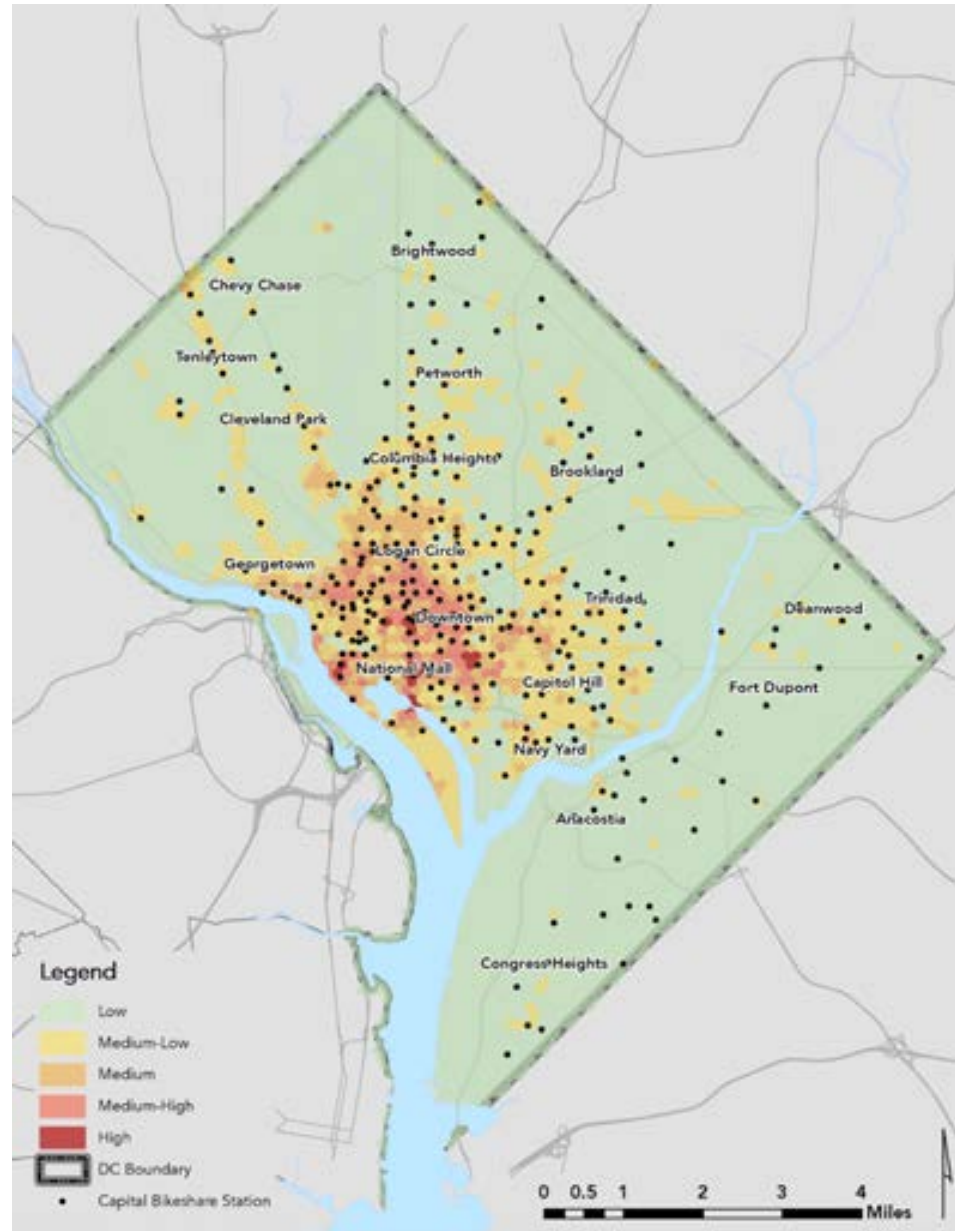 Brightwood
Chevy Chase
Tenleytown
Petworth
Cleveland Park
Columbia Heights
Brookland
Logan Circle
Georgetown
Trinidad
Deanwood
Downtown
National Mall
Capitol Hill
Fort Dupont
Navy Yard
Anacostia
Congress Heights
Legend
Low
Medium-Low
Medium
Medium-High
High
DC Boundary
Capital Bikeshare Station
0 0.5 1 2 3 4
Miles